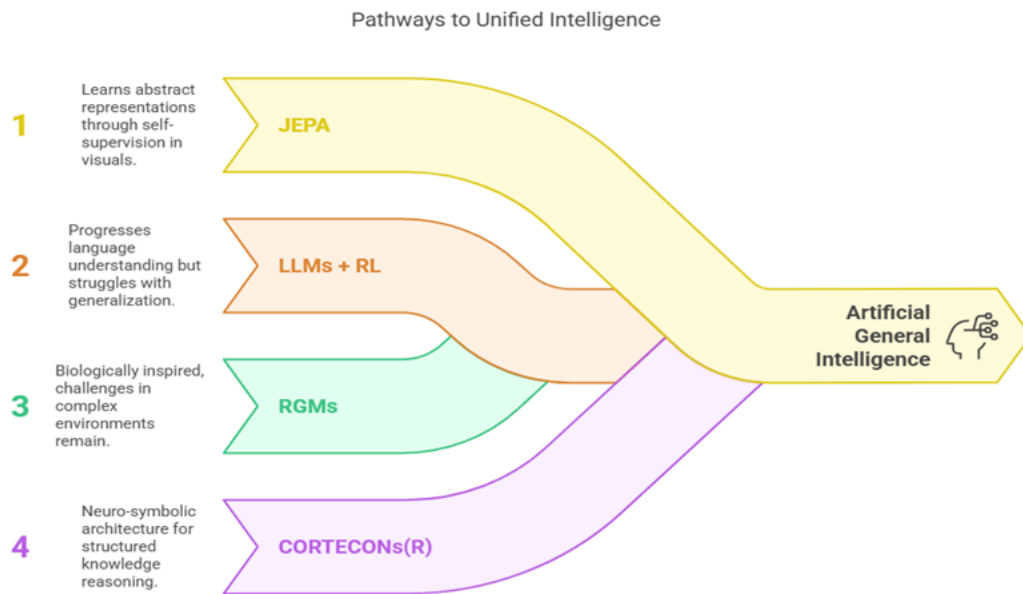 Pathways to Unified Intelligence
1
Learns abstract
representations
through self-
supervision in
visuals.
JEPA
2
Progresses
language
understanding but
struggles with
generalization.
LLMs + RL
Artificial
General
Intelligence
3
Biologically inspired,
challenges in
complex
environments
remain.
RGMs
4
Neuro-symbolic
architecture for
structured
knowledge
reasoning.
CORTECONs(R)